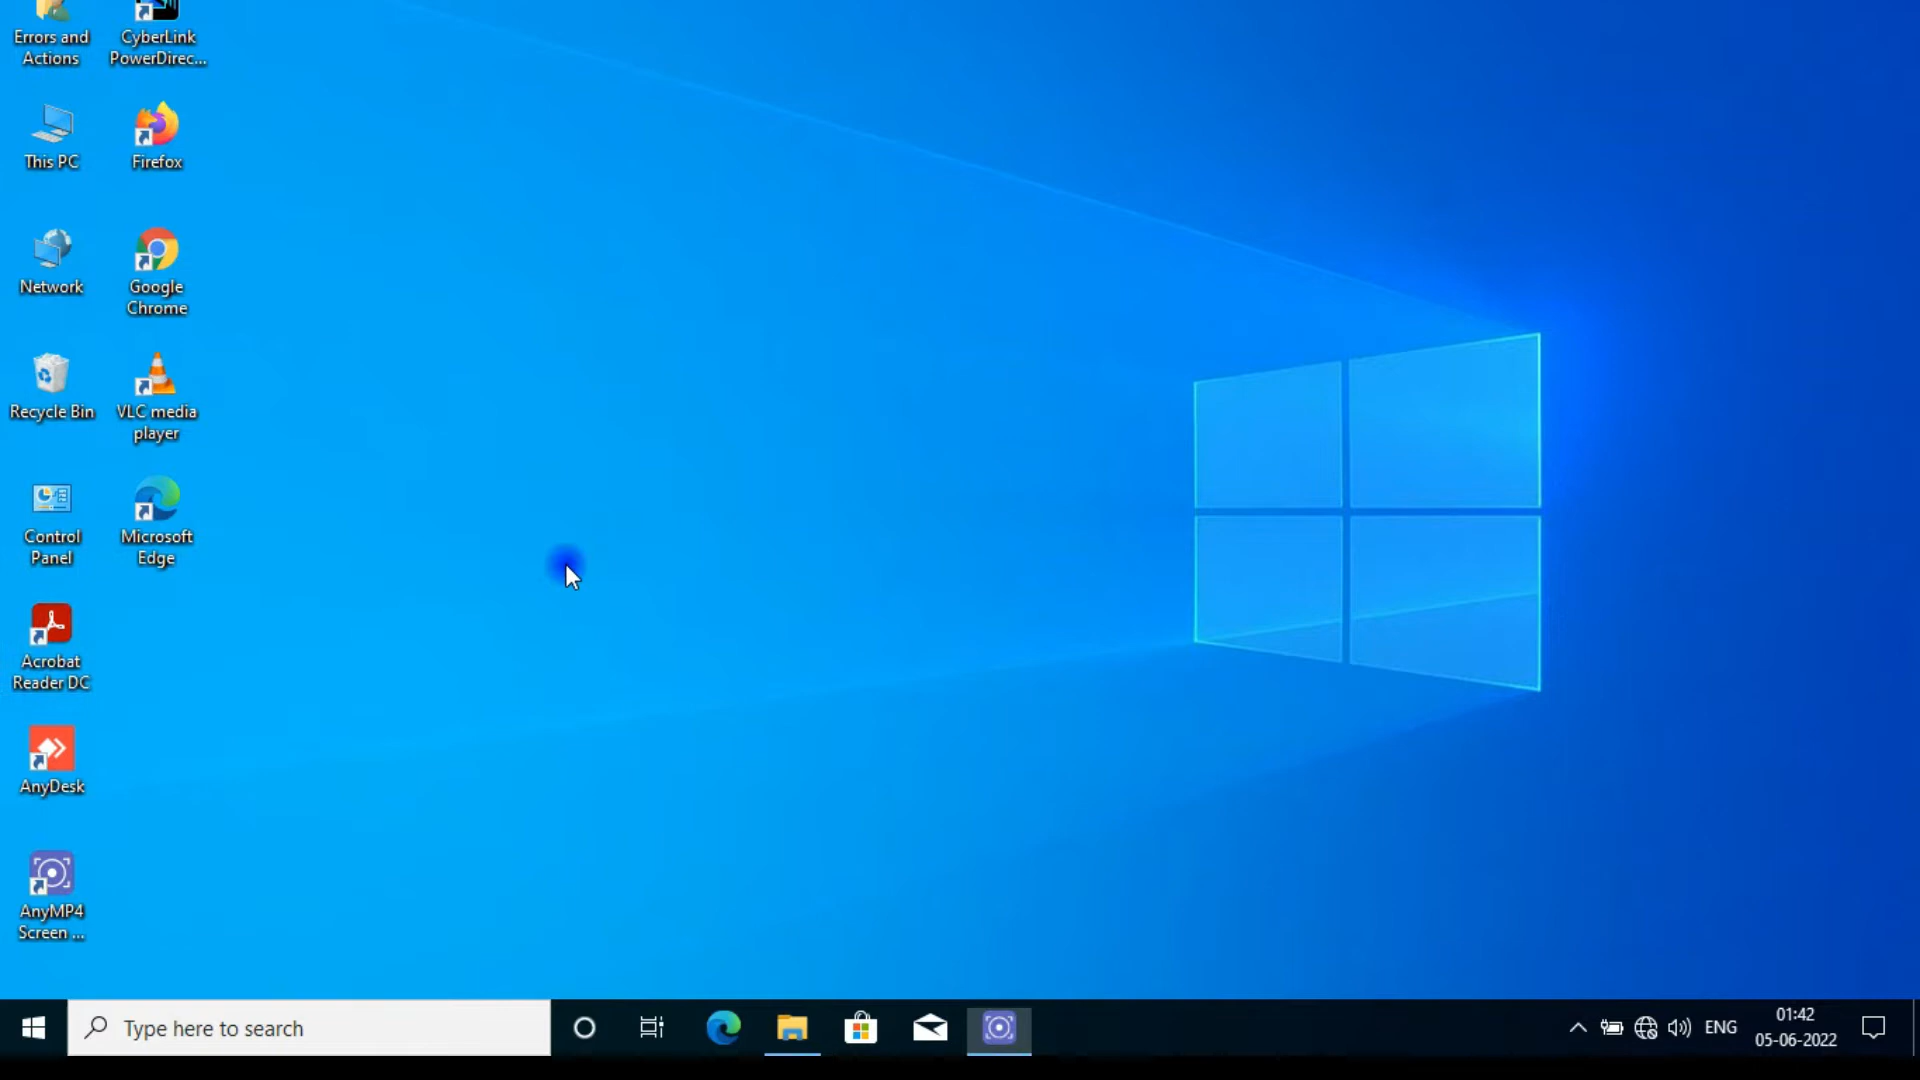 Errors and
Actions
CyberLink
PowerDirec...
This PC
Firefox
Network
Google
Chrome
Recycle Bin
VLC media
player
Control
Panel
Microsoft
Edge
Acrobat
Reader DC
AnyDesk
AnyMP4
Screen ...
Type here to search
ENG
01:42
05-06-2022